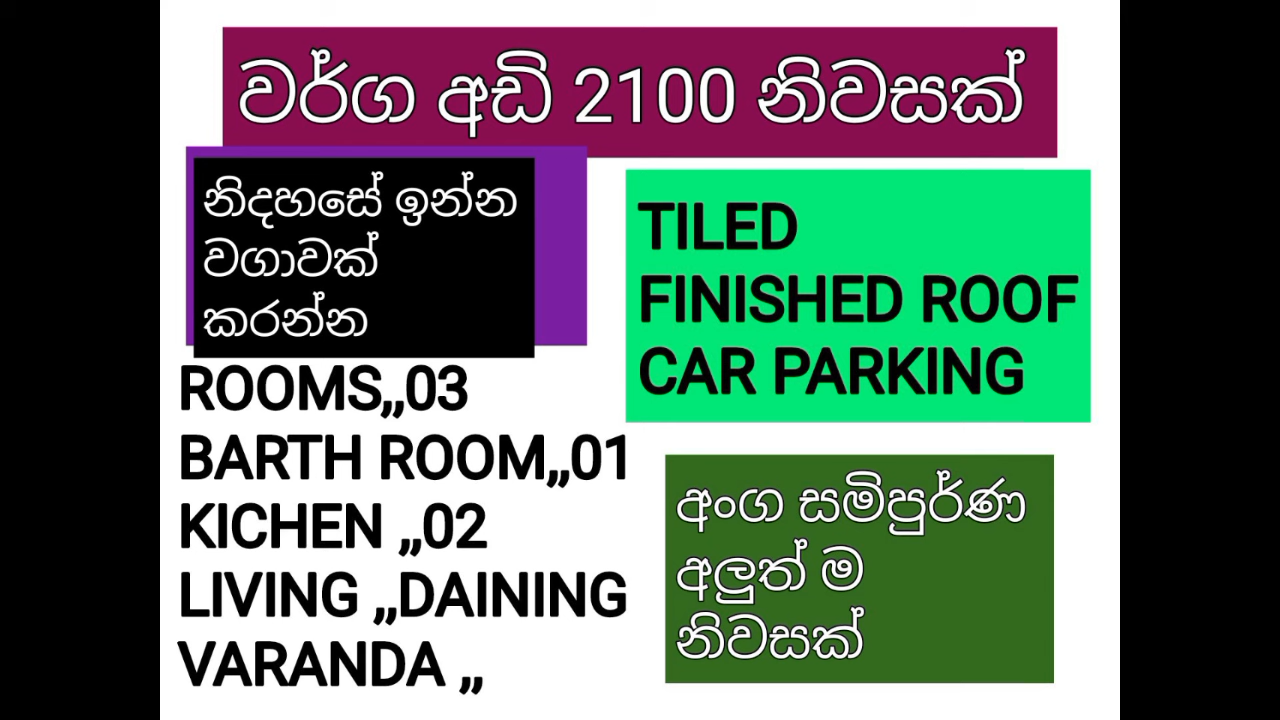 වර්ග අඩි 2100 නිවසක්
නිදහසේ ඉන්න
වගාවක්
කරන්න
TILED
FINISHED ROOF
CAR PARKING
ROOMS,,03
BARTH ROOM,,01
KICHEN ,,02
LIVING ,,DAINING
VARANDA ,,
අංග සමිපුර්ණ
අලුත් ම
නිවසක්